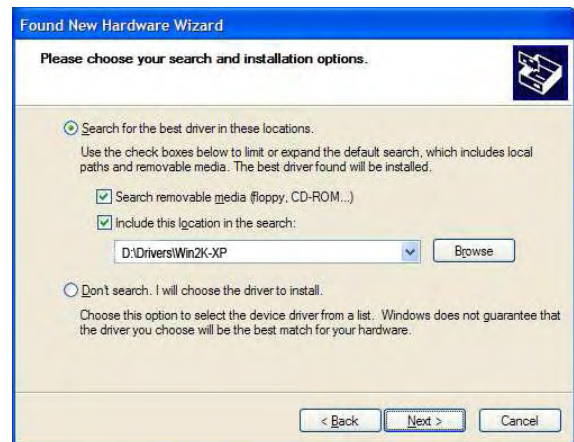 Found New Hardware Wizard
Please choose your search and installation options.
Search for the best driver in these locations.
Use the check boxes below to limit or expand the default search, which includes local
paths and removable media. The best driver found will be installed.
Search removable media (floppy, CD-ROM...)
Include this location in the search:
D:\Drivers\Win2K-XP
Browse
Don't search. I will choose the driver to install.
Choose this option to select the device driver from a list. Windows does not guarantee that
the driver you choose will be the best match for your hardware.
< Back Next > Cancel